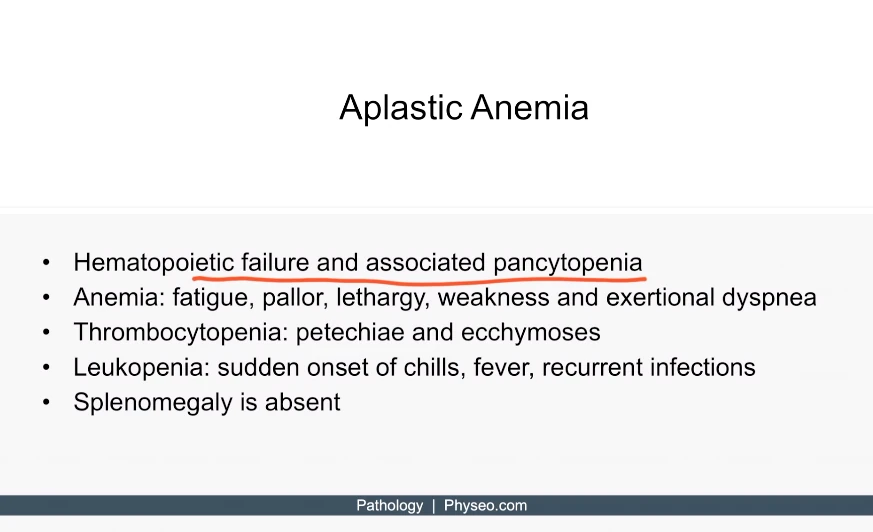 Aplastic Anemia
• Hematopoietic failure and associated pancytopenia
• Anemia: fatigue, pallor, lethargy, weakness and exertional dyspnea
• Thrombocytopenia: petechiae and ecchymoses
• Leukopenia: sudden onset of chills, fever, recurrent infections
• Splenomegaly is absent
Pathology | Physeo.com